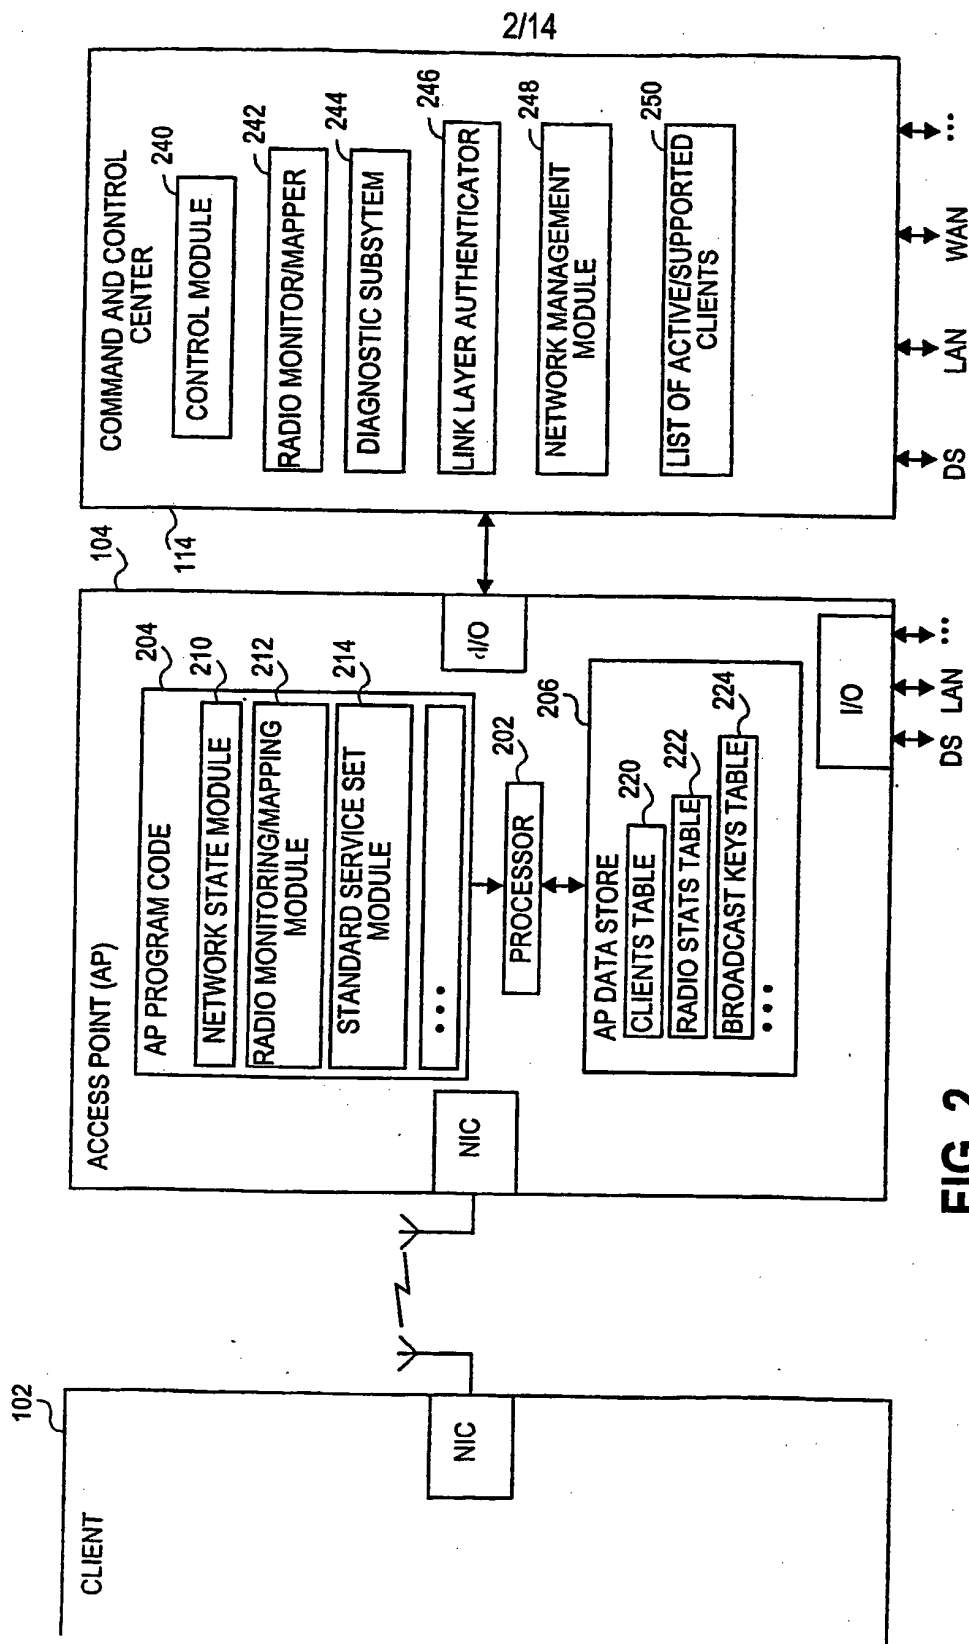 2/14
CLIENT
102
NIC
ACCESS POINT (AP)
104
AP PROGRAM CODE
204
NETWORK STATE MODULE
210
RADIO MONITORING/MAPPING
MODULE
212
STANDARD SERVICE SET
MODULE
214
...
NIC
I/O
PROCESSOR
202
206
AP DATA STORE
CLIENTS TABLE
220
RADIO STATS TABLE
222
BROADCAST KEYS TABLE
224
...
I/O
DS
LAN
...
COMMAND AND CONTROL
CENTER
114
CONTROL MODULE
240
RADIO MONITOR/MAPPER
242
DIAGNOSTIC SUBSYTEM
244
LINK LAYER AUTHENTICATOR
246
NETWORK MANAGEMENT
MODULE
248
LIST OF ACTIVE/SUPPORTED
CLIENTS
250
DS
LAN
WAN
...
FIG. 2